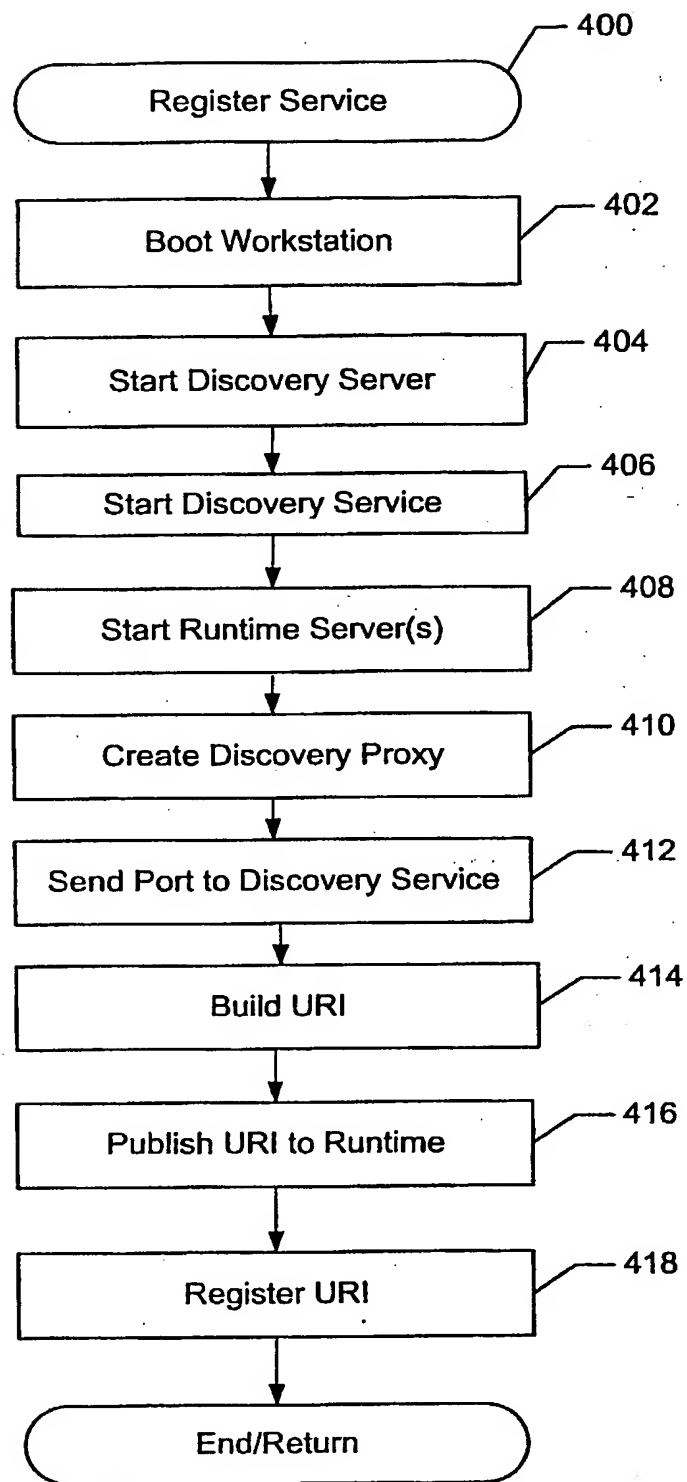 400
Register Service
402
Boot Workstation
404
Start Discovery Server
406
Start Discovery Service
408
Start Runtime Server(s)
410
Create Discovery Proxy
412
Send Port to Discovery Service
414
Build URI
416
Publish URI to Runtime
418
Register URI
End/Return